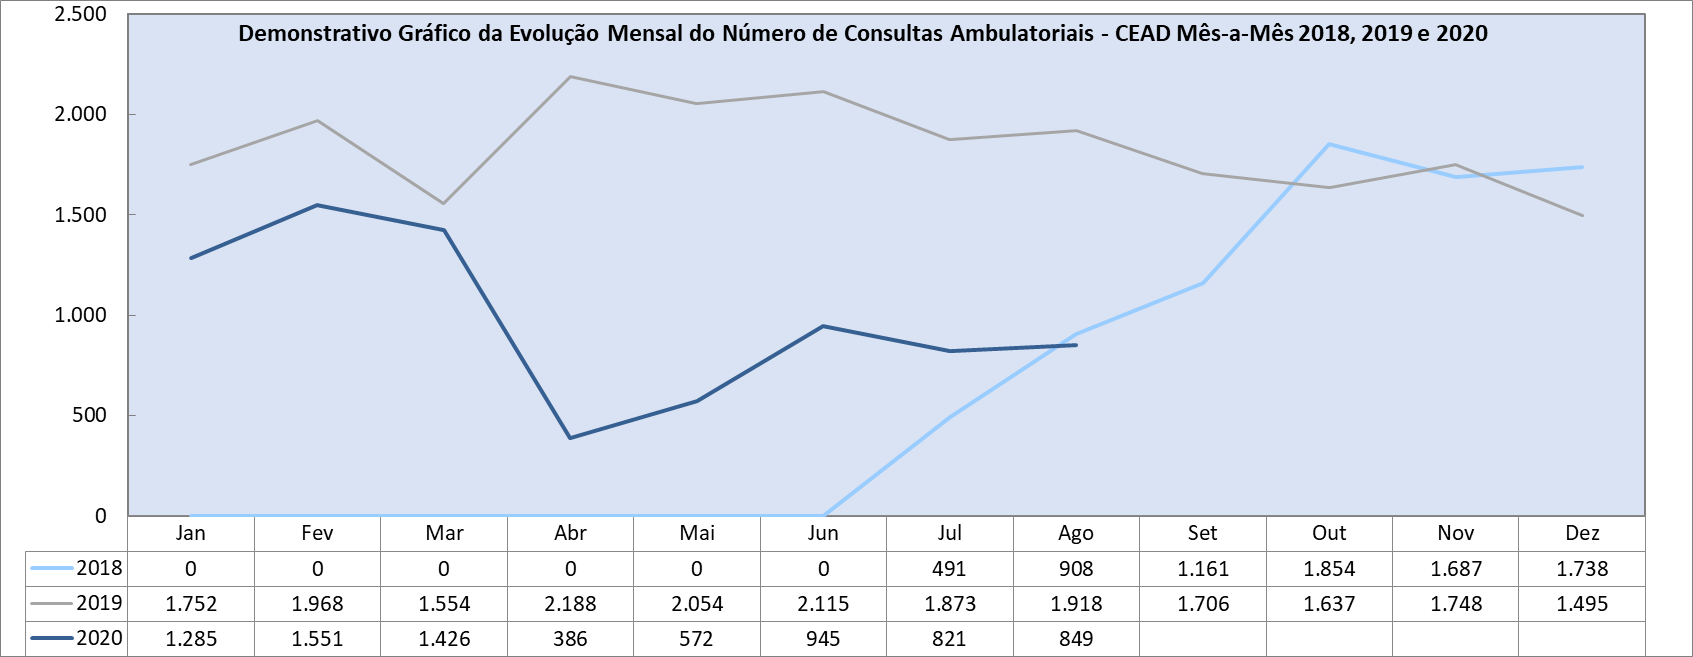 Demonstrativo Gráfico da Evolução Mensal do Número de Consultas Ambulatoriais - CEAD Mês-a-Mês 2018, 2019 e 2020
2.500
2.000
1.500
1.000
500
0
Jan Fev Mar Abr Mai Jun Jul Ago Set Out Nov Dez
2018 0 0 0 0 0 0 491 908 1.161 1.854 1.687 1.738
2019 1.752 1.968 1.554 2.188 2.054 2.115 1.873 1.918 1.706 1.637 1.748 1.495
2020 1.285 1.551 1.426 386 572 945 821 849